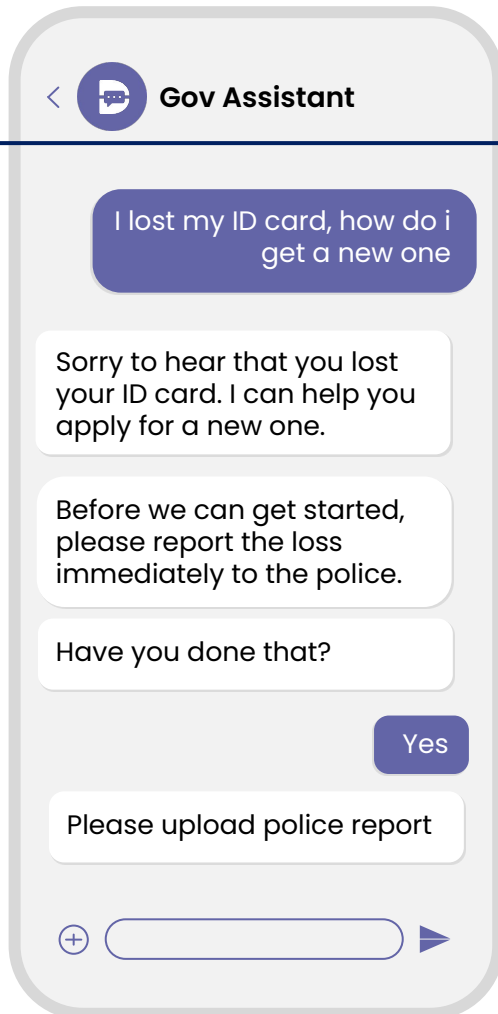 Gov Assistant
I lost my ID card, how do i
get a new one
Sorry to hear that you lost
your ID card. I can help you
apply for a new one.
Before we can get started,
please report the loss
immediately to the police.
Have you done that?
Yes
Please upload police report